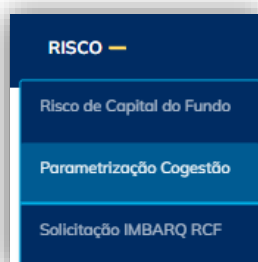 RISCO
Risco de Capital do Fundo
Parametrização Cogestão
Solicitação IMBARQ RCF